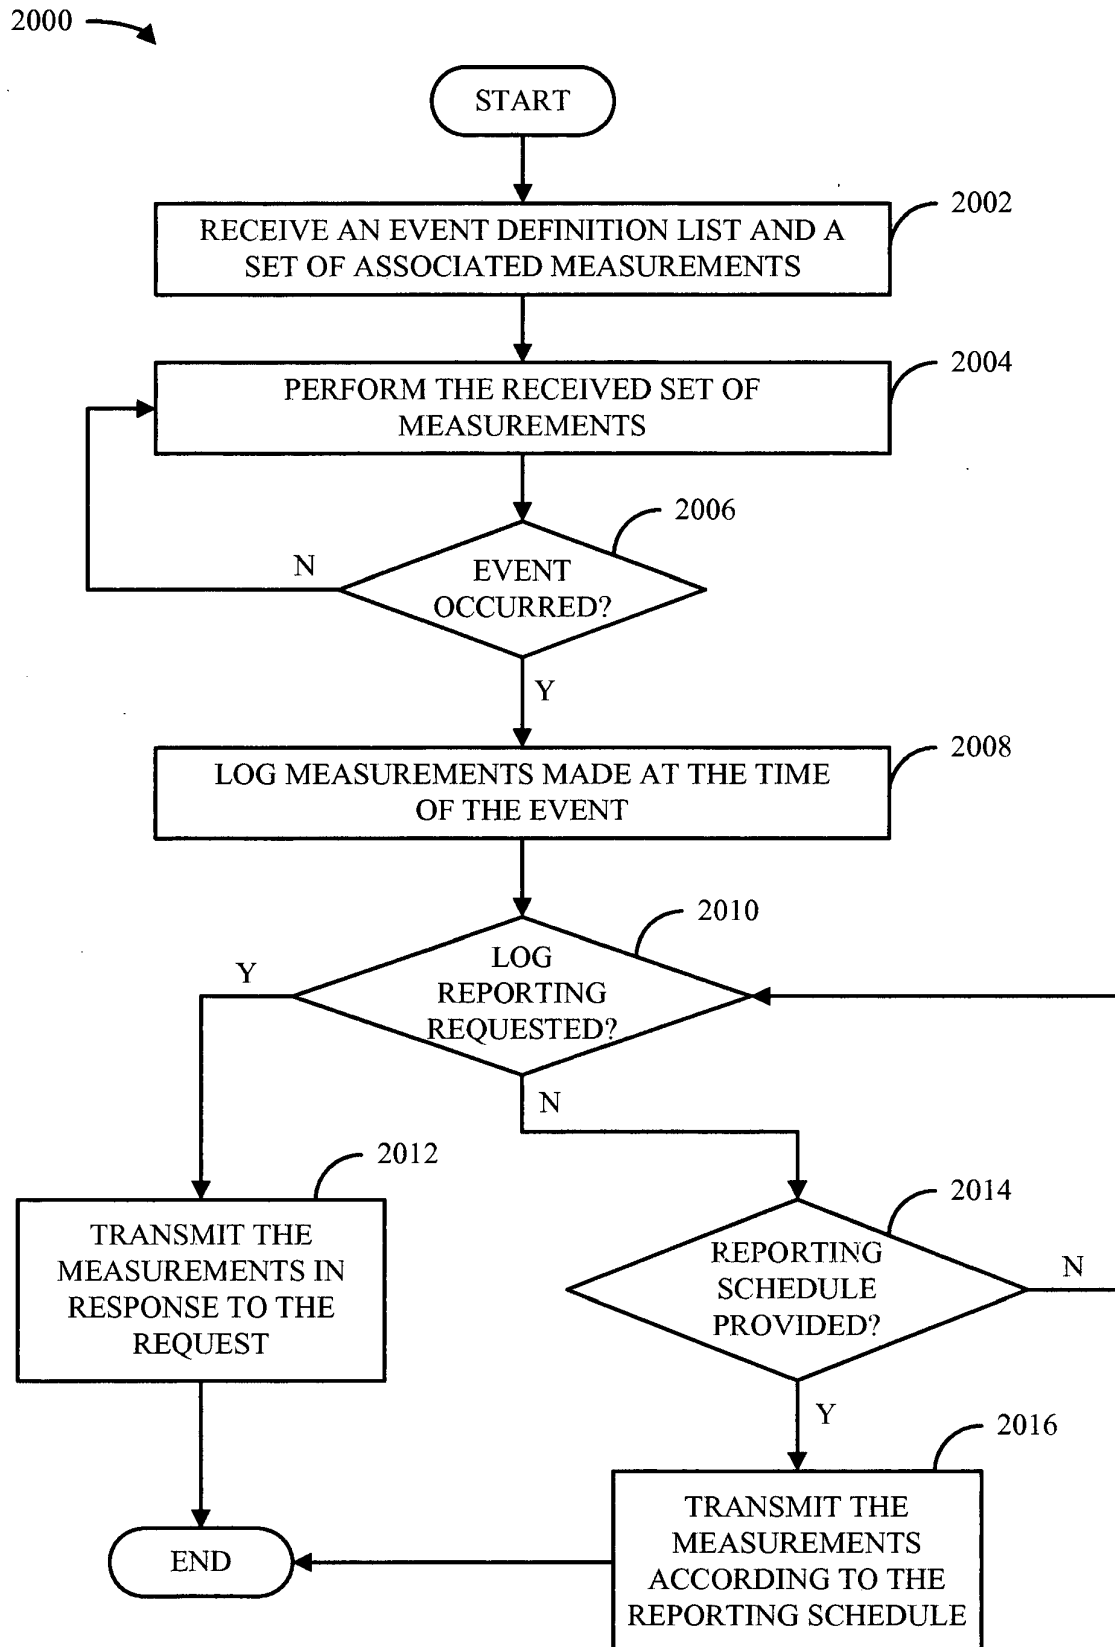 2000
START
2002
RECEIVE AN EVENT DEFINITION LIST AND A
SET OF ASSOCIATED MEASUREMENTS
2004
PERFORM THE RECEIVED SET OF
MEASUREMENTS
2006
N
EVENT
OCCURRED?
Y
2008
LOG MEASUREMENTS MADE AT THE TIME
OF THE EVENT
2010
Y
LOG
REPORTING
REQUESTED?
N
2012
TRANSMIT THE
MEASUREMENTS IN
RESPONSE TO THE
REQUEST
2014
REPORTING
SCHEDULE
PROVIDED?
N
Y
2016
TRANSMIT THE
MEASUREMENTS
ACCORDING TO THE
REPORTING SCHEDULE
END